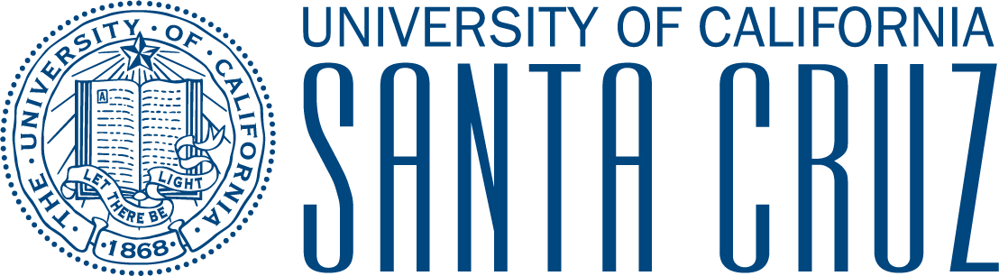 ·THE·UNIVERSITY·OF·CALIFORNIA·
A
LET THERE BE LIGHT
·1868·
UNIVERSITY OF CALIFORNIA
SANTA CRUZ